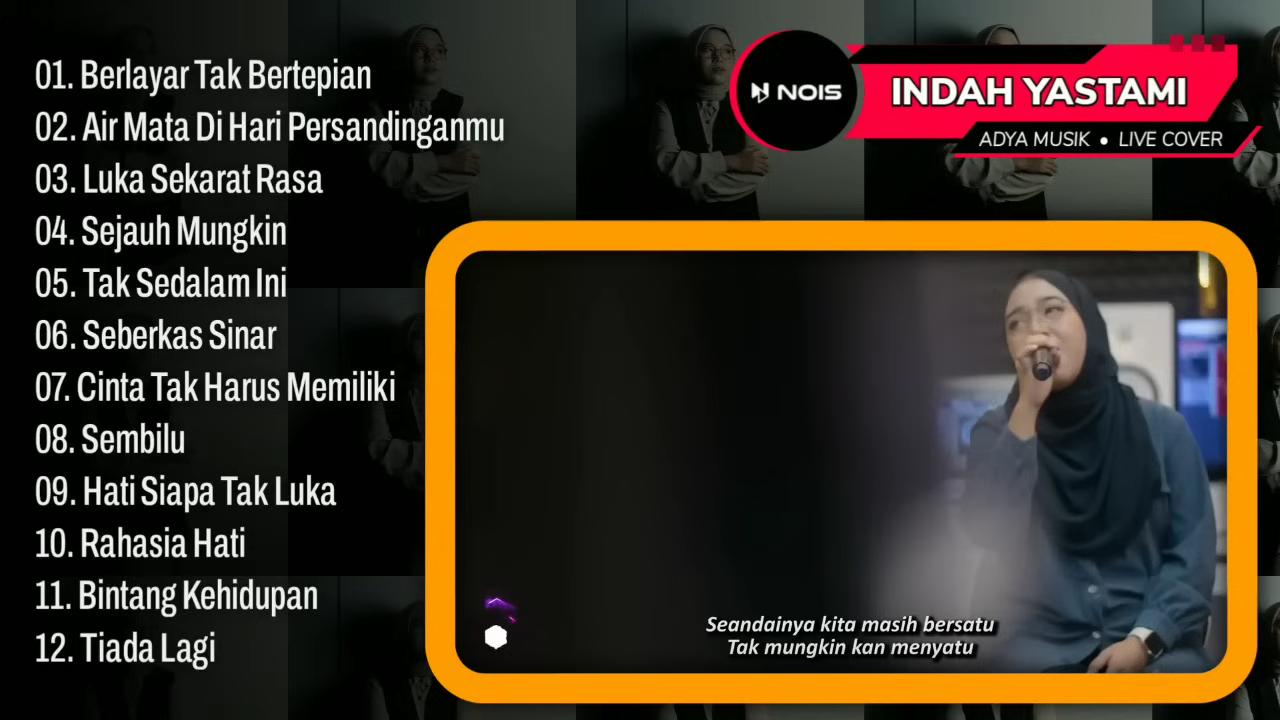 01. Berlayar Tak Bertepian
02. Air Mata Di Hari Persandinganmu
03. Luka Sekarat Rasa
04. Sejauh Mungkin
05. Tak Sedalam Ini
06. Seberkas Sinar
07. Cinta Tak Harus Memiliki
08. Sembilu
09. Hati Siapa Tak Luka
10. Rahasia Hati
11. Bintang Kehidupan
12. Tiada Lagi
NOIS
INDAH YASTAMI
ADYA MUSIK • LIVE COVER
Seandainya kita masih bersatu
Tak mungkin kan menyatu